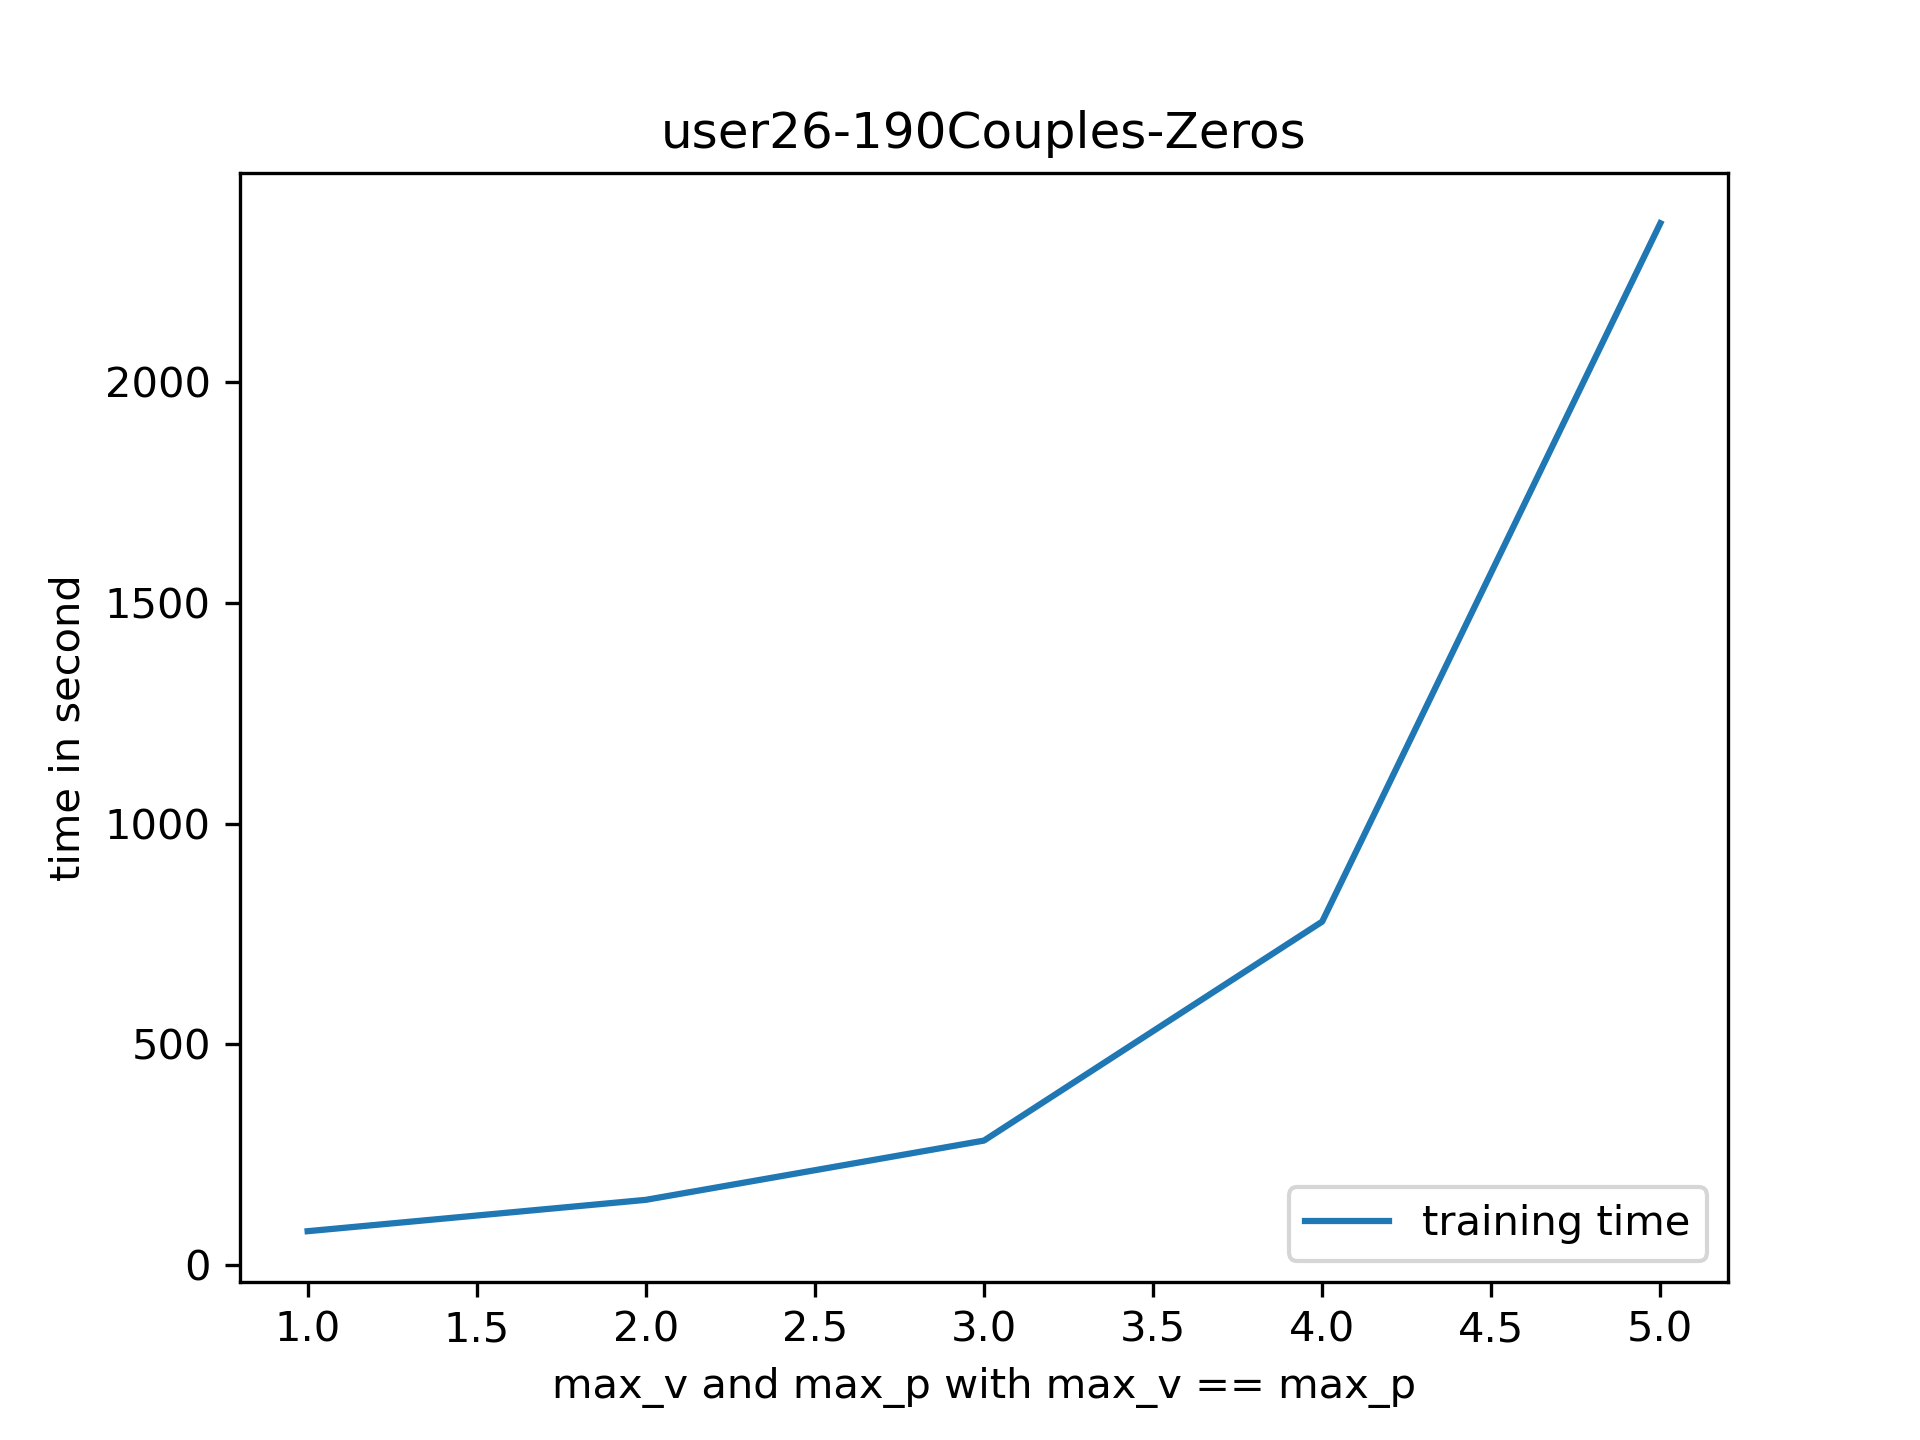 user26-190Couples-Zeros
time in second
2000
1500
1000
500
0
training time
1.0 1.5 2.0 2.5 3.0 3.5 4.0 4.5 5.0
max_v and max_p with max_v == max_p